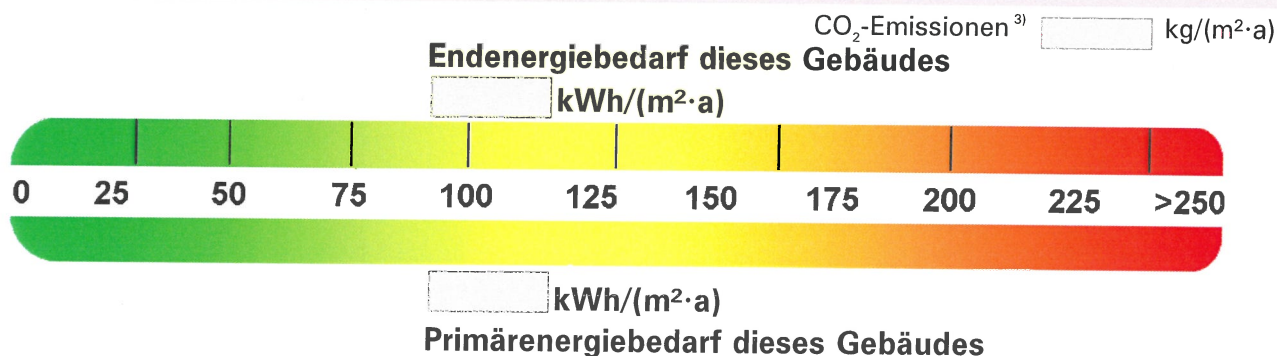 CO₂-Emissionen ³⁾ kg/(m²·a)
Endenergiebedarf dieses Gebäudes
kWh/(m²·a)
0 25 50 75 100 125 150 175 200 225 >250
kWh/(m²·a)
Primärenergiebedarf dieses Gebäudes